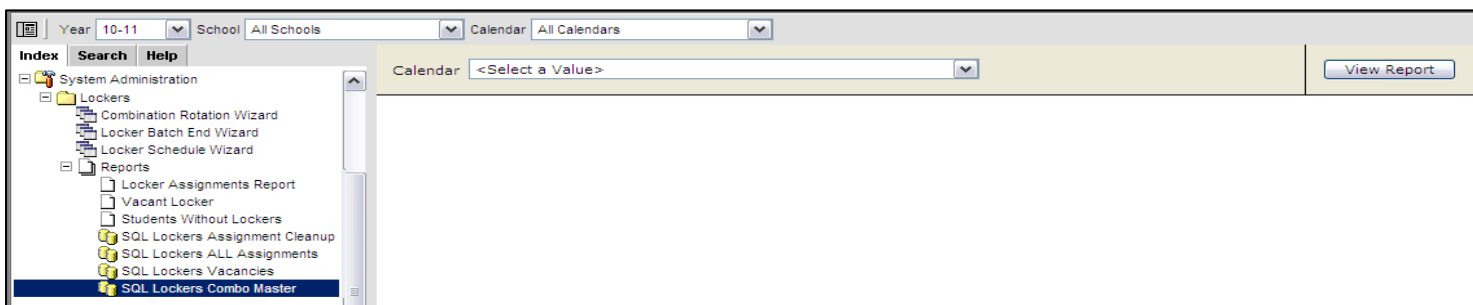 Year 10-11 School All Schools Calendar All Calendars
Index Search Help
Calendar <Select a Value> View Report
System Administration
Lockers
Combination Rotation Wizard
Locker Batch End Wizard
Locker Schedule Wizard
Reports
Locker Assignments Report
Vacant Locker
Students Without Lockers
SQL Lockers Assignment Cleanup
SQL Lockers ALL Assignments
SQL Lockers Vacancies
SQL Lockers Combo Master